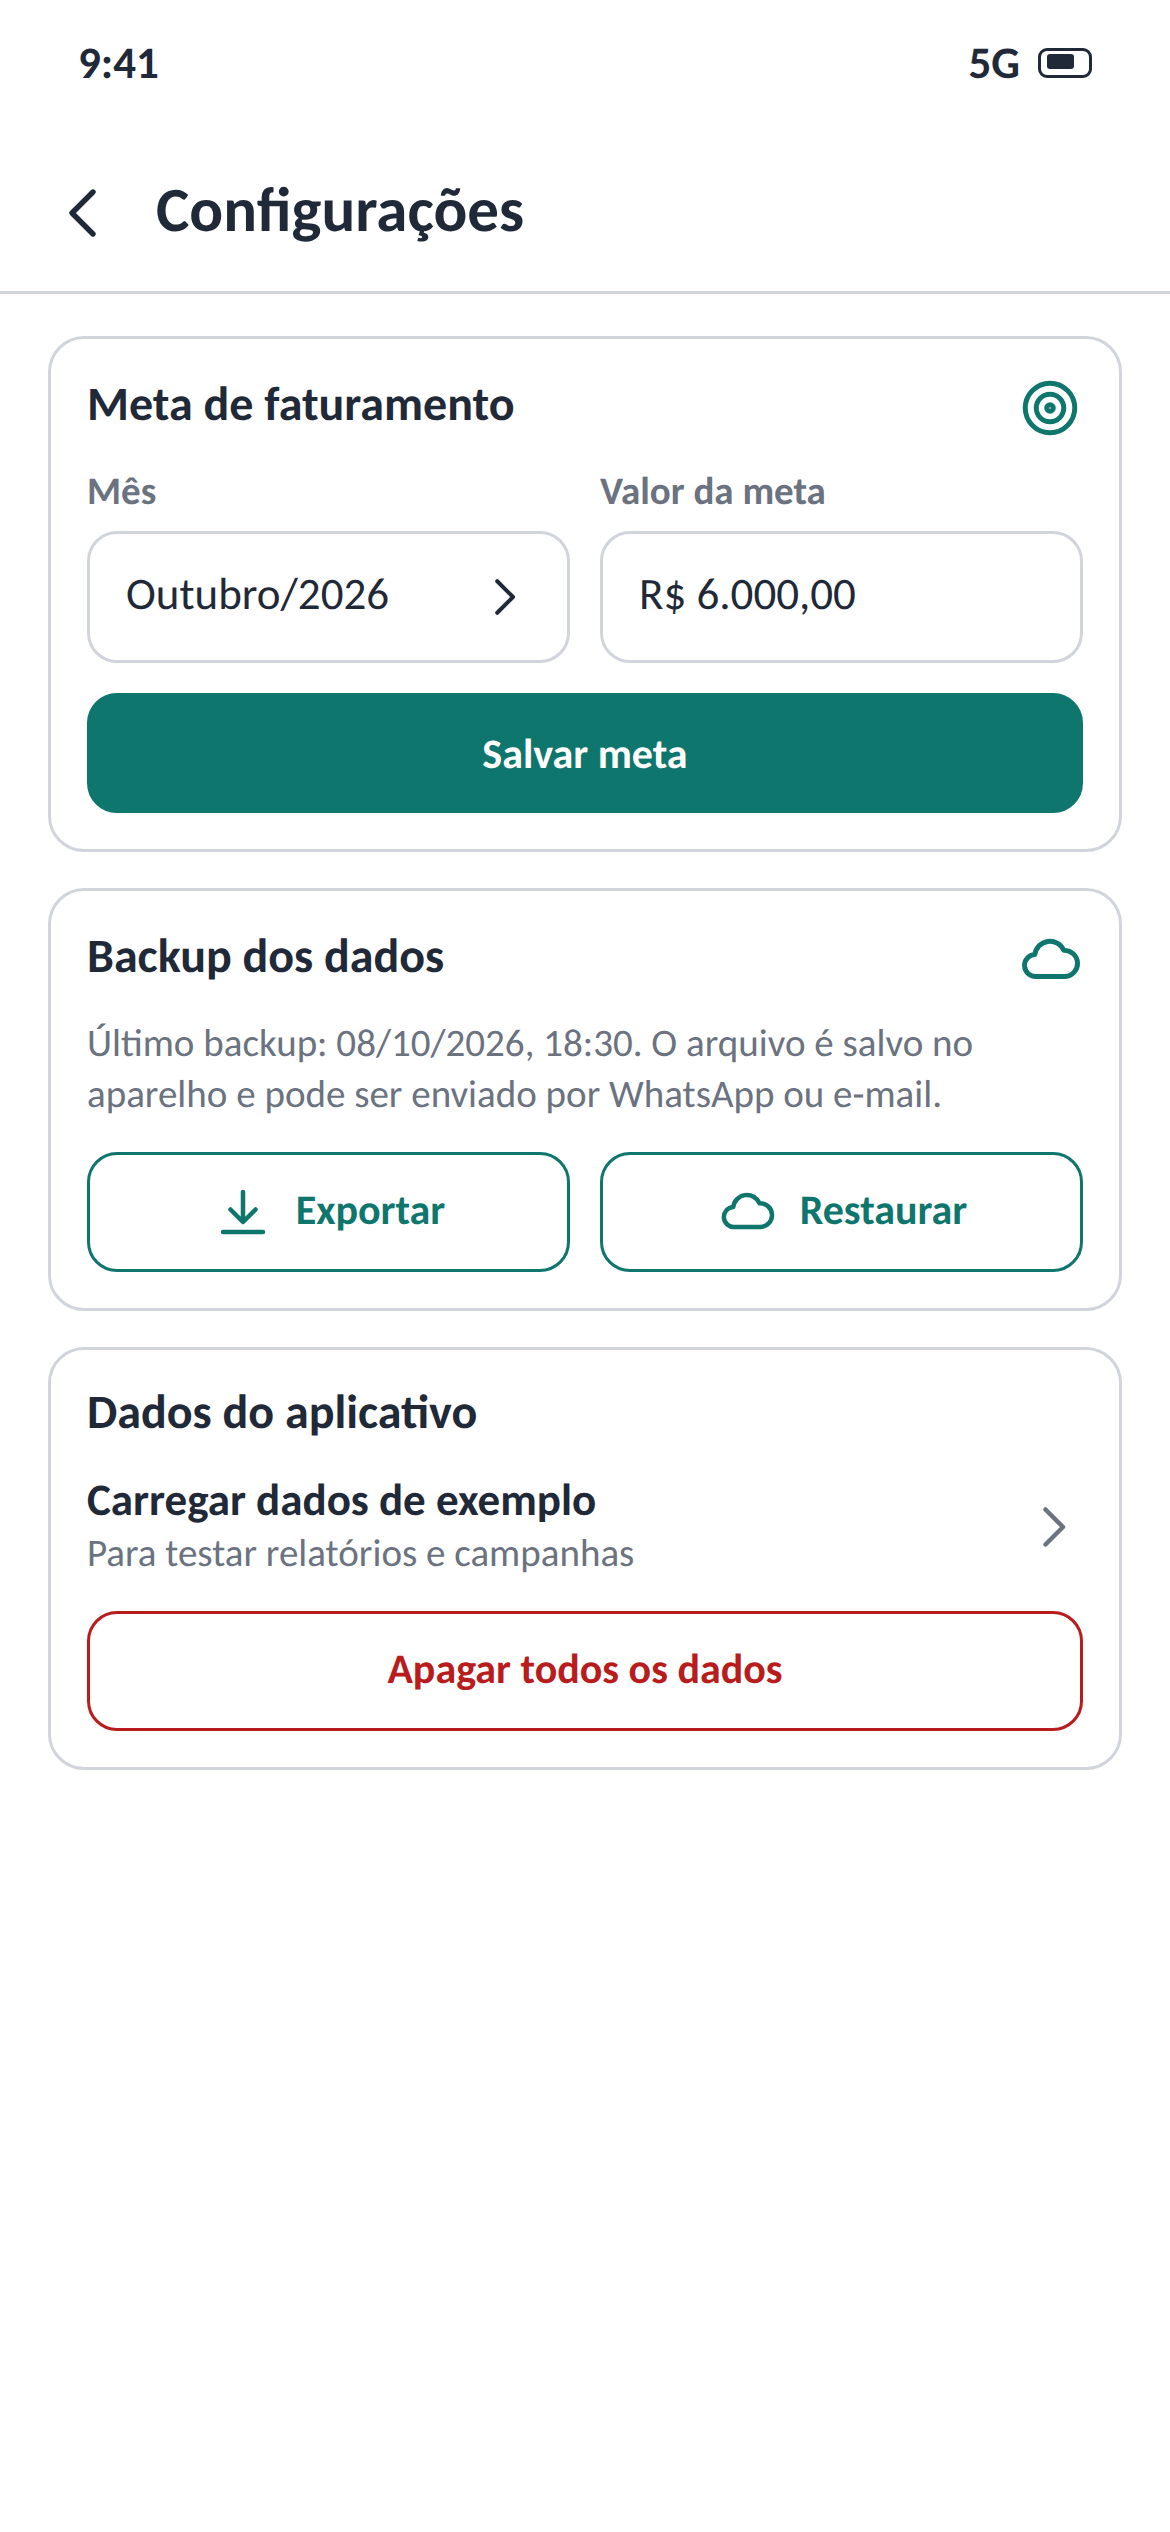 9:41
5G
Configurações
Meta de faturamento
Mês
Valor da meta
Outubro/2026
R$ 6.000,00
Salvar meta
Backup dos dados
Último backup: 08/10/2026, 18:30. O arquivo é salvo no
aparelho e pode ser enviado por WhatsApp ou e-mail.
Exportar
Restaurar
Dados do aplicativo
Carregar dados de exemplo
Para testar relatórios e campanhas
Apagar todos os dados